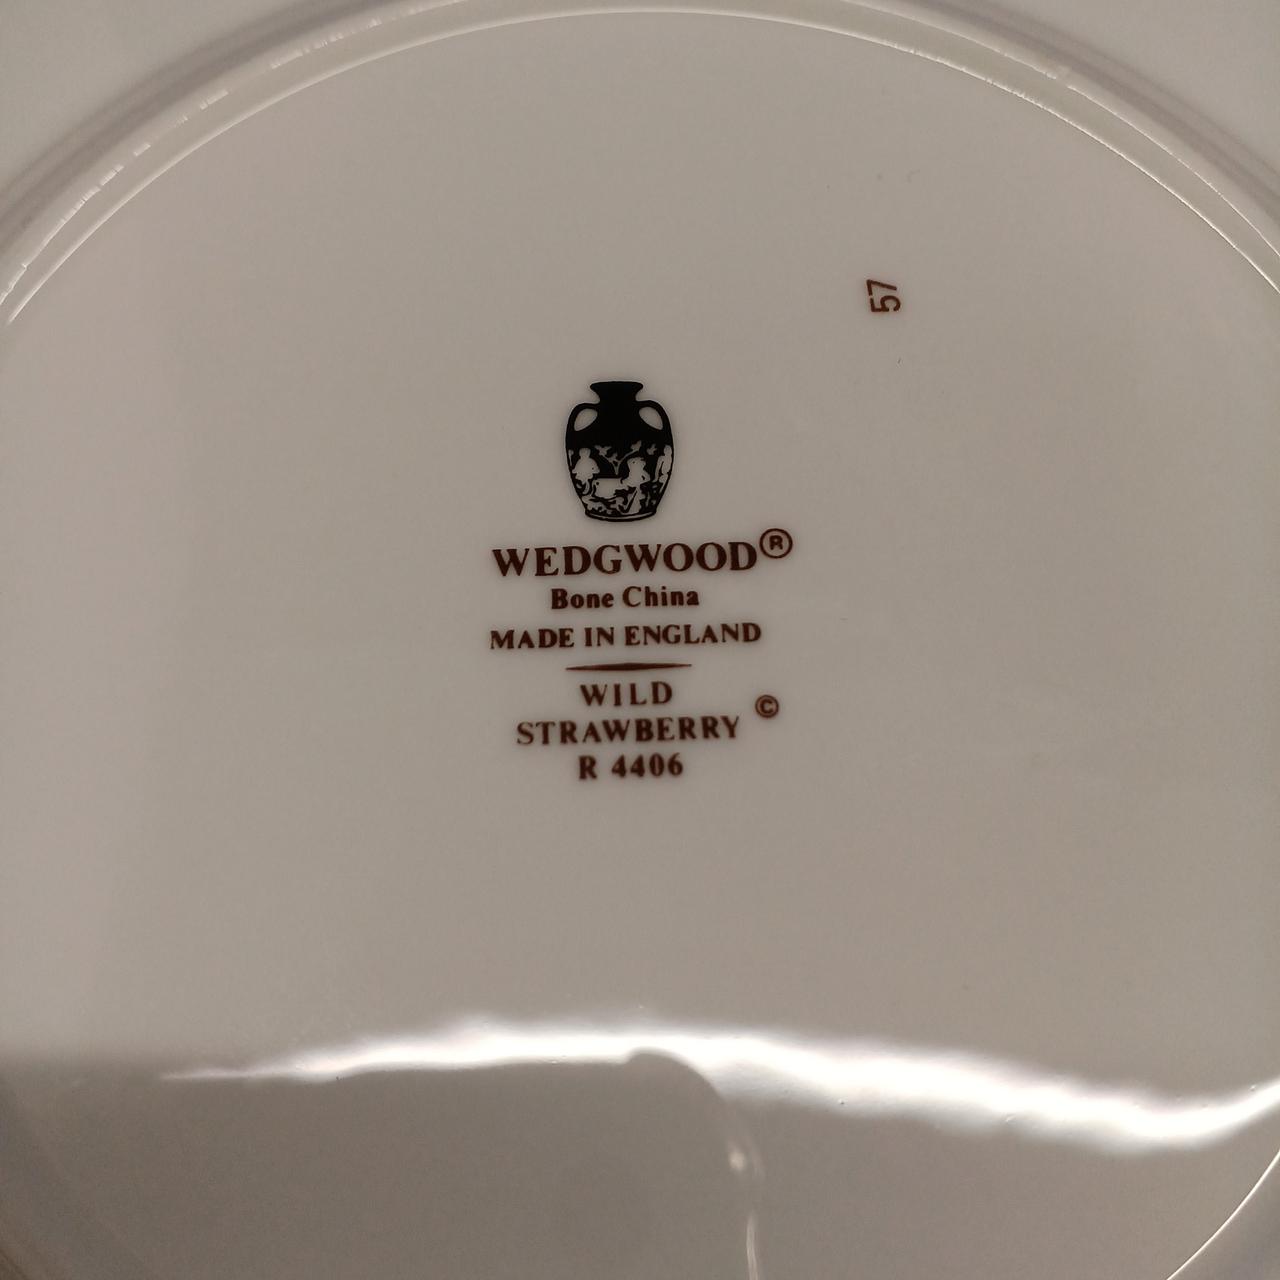 57
WEDGWOOD®
Bone China
MADE IN ENGLAND
WILD
STRAWBERRY ©
R 4406